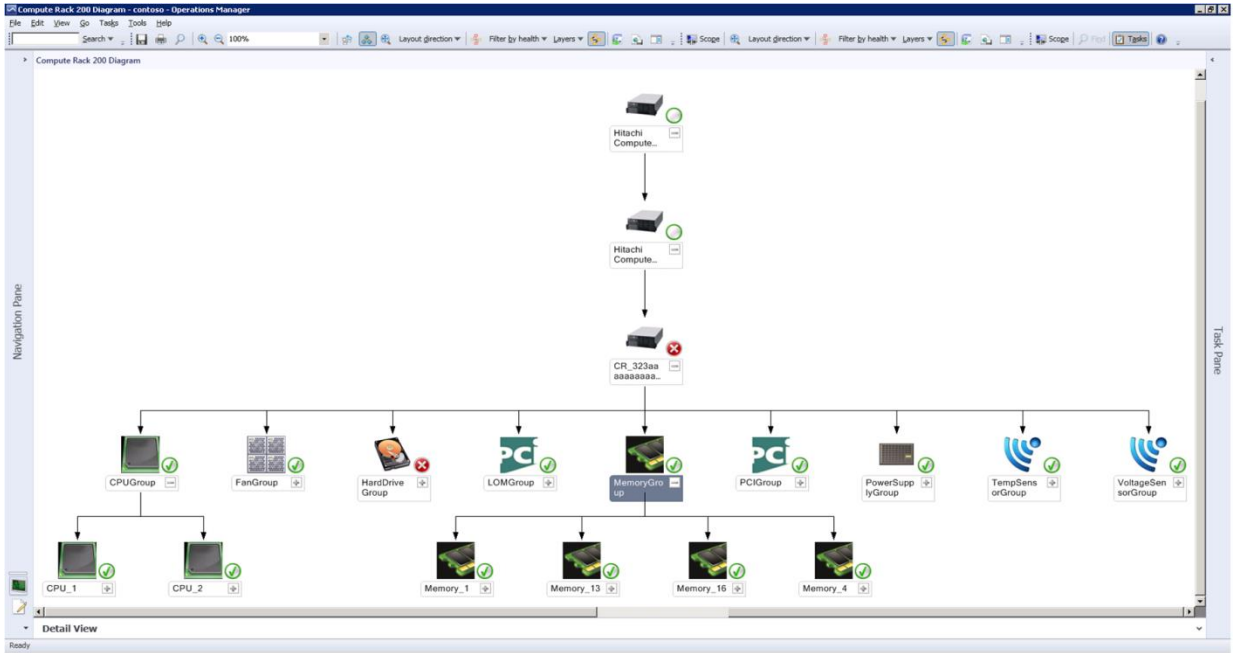 Compute Rack 200 Diagram - contoso - Operations Manager
File Edit View Go Tasks Tools Help
Search 100% Layout direction Filter by health Layers Scope Layout direction Filter by health Layers Scope Find Tasks
Compute Rack 200 Diagram
Navigation Pane
Task Pane
Hitachi
Compute...
Hitachi
Compute...
CR_323aa
aaaaaaaa...
CPUGroup
FanGroup
HardDrive
Group
LOMGroup
MemoryGro
up
PCIGroup
PowerSupp
lyGroup
TempSens
orGroup
VoltageSen
sorGroup
PCI
PCI
CPU_1
CPU_2
Memory_1
Memory_13
Memory_16
Memory_4
Detail View
Ready